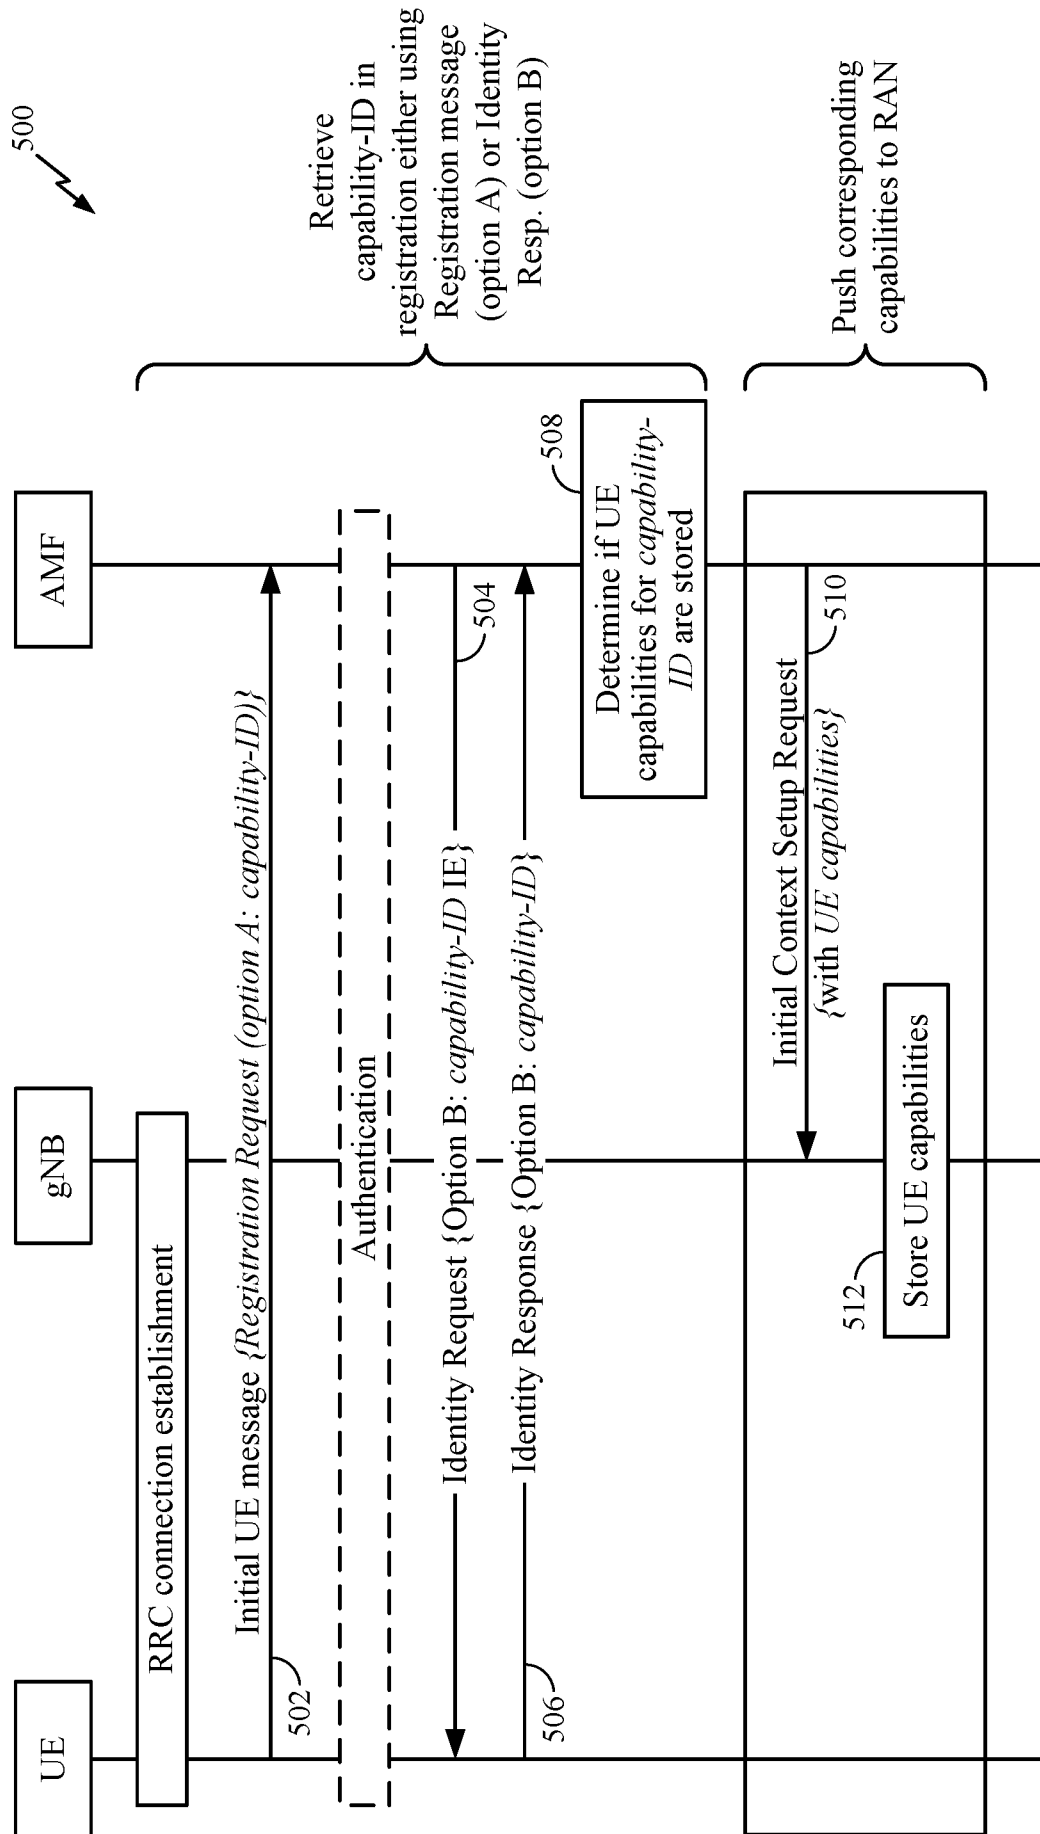 500
UE
gNB
AMF
RRC connection establishment
Initial UE message {Registration Request (option A: capability-ID)}
502
Authentication
Identity Request {Option B: capability-ID IE}
504
Identity Response {Option B: capability-ID}
506
508
Determine if UE
capabilities for capability-
ID are stored
Retrieve
capability-ID in
registration either using
Registration message
(option A) or Identity
Resp. (option B)
Initial Context Setup Request
{with UE capabilities}
510
512
Store UE capabilities
Push corresponding
capabilities to RAN